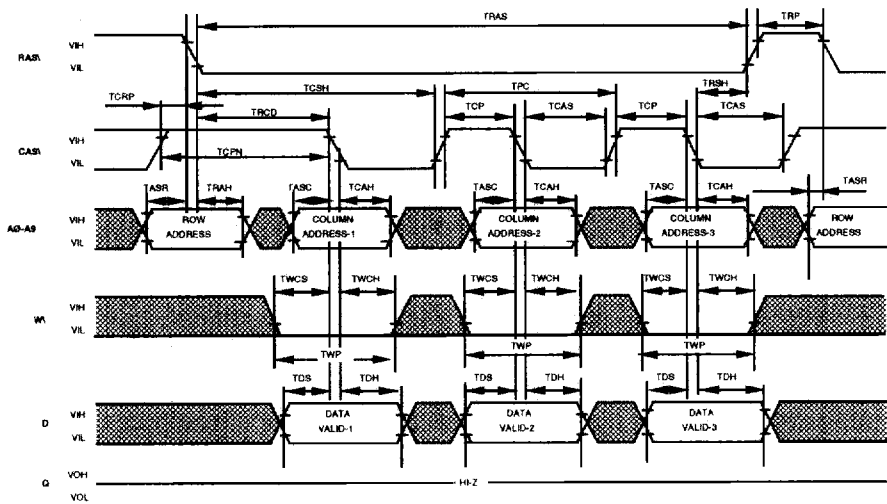 TRAS TRP
RAS\ VIH
VIL
TCSH TPC TRSH
TCRP TRCD TCP TCAS TCP TCAS
CAS\ VIH
VIL
TCPN
TASR TRAH TASC TCAH TASC TCAH TASC TCAH TASR
AØ-A9 VIH
VIL
ROW ADDRESS
COLUMN ADDRESS-1
COLUMN ADDRESS-2
COLUMN ADDRESS-3
ROW ADDRESS
TWCS TWCH TWCS TWCH TWCS TWCH
W\ VIH
VIL
TWP TWP TWP
TDS TDH TDS TDH TDS TDH
D VIH
VIL
DATA VALID-1
DATA VALID-2
DATA VALID-3
Q VOH
VOL
HI-Z